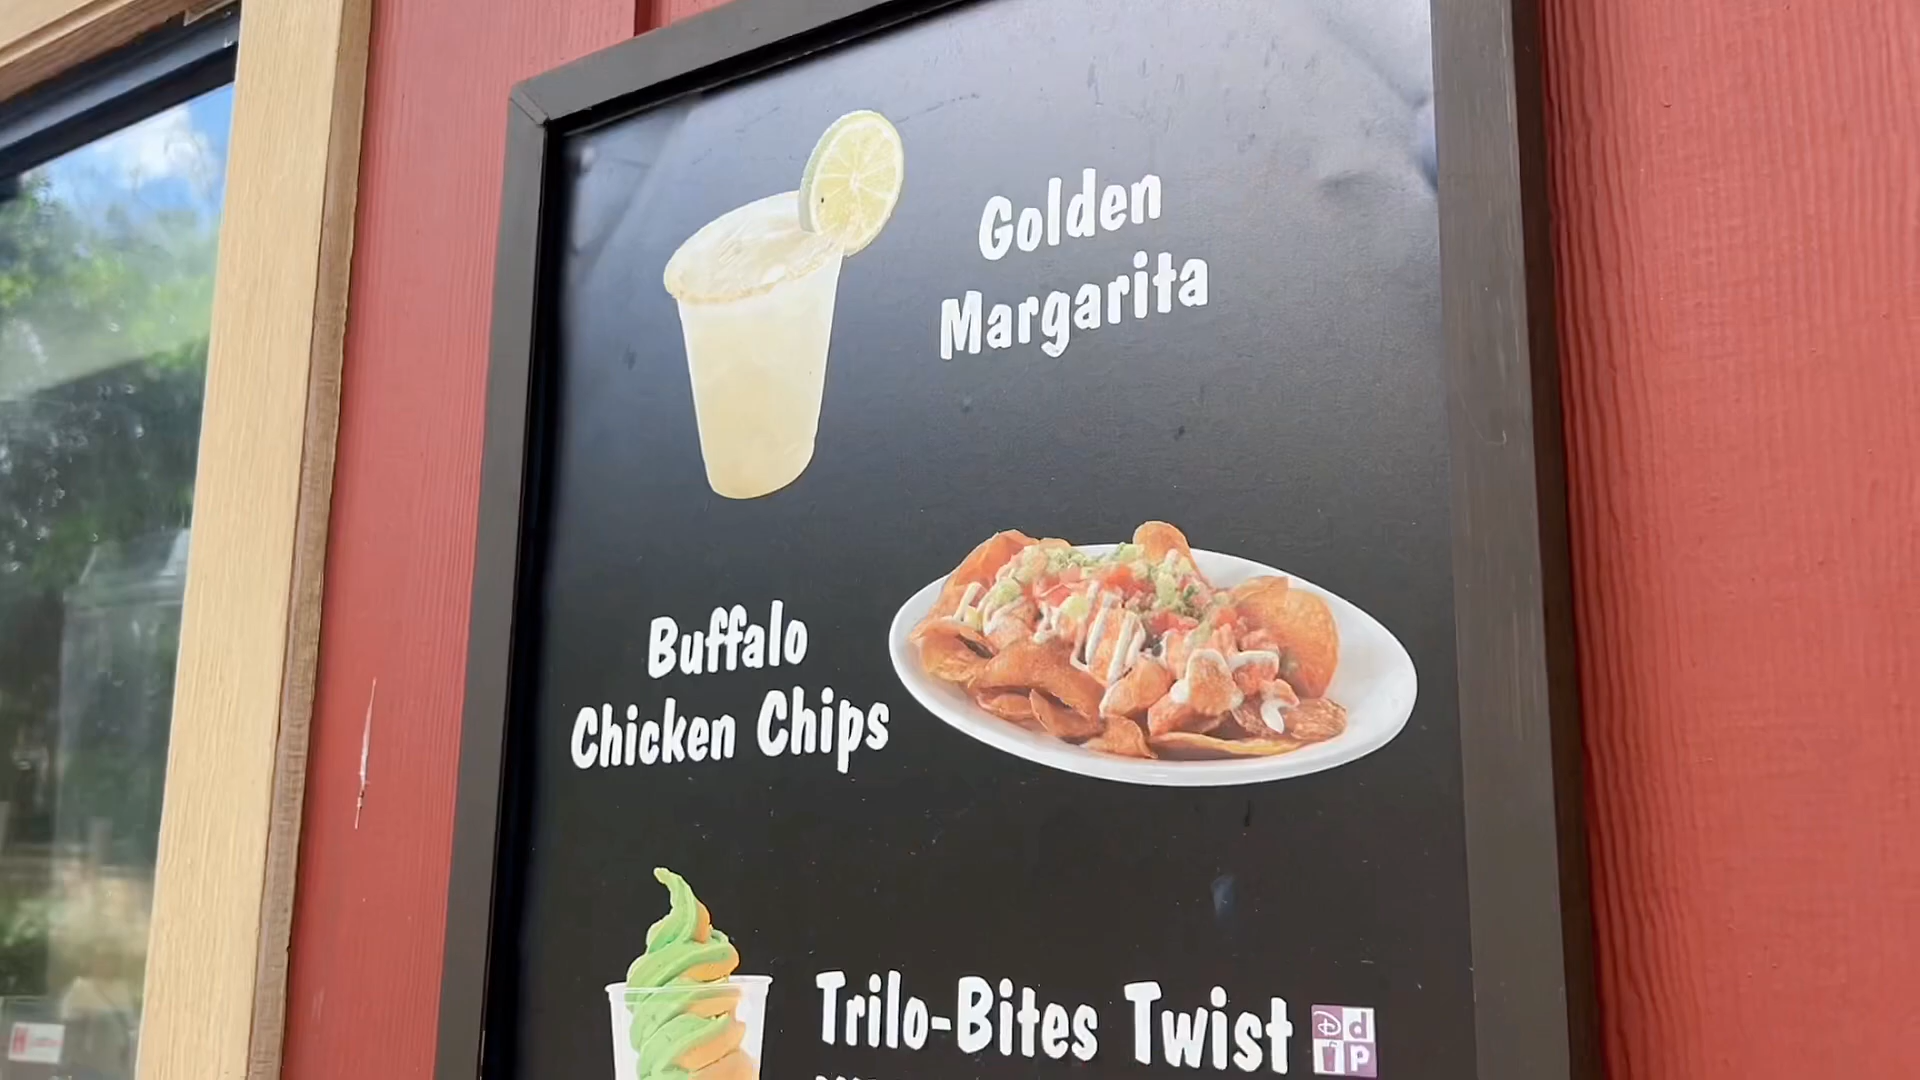 Golden
Margarita
Buffalo
Chicken Chips
Trilo-Bites Twist